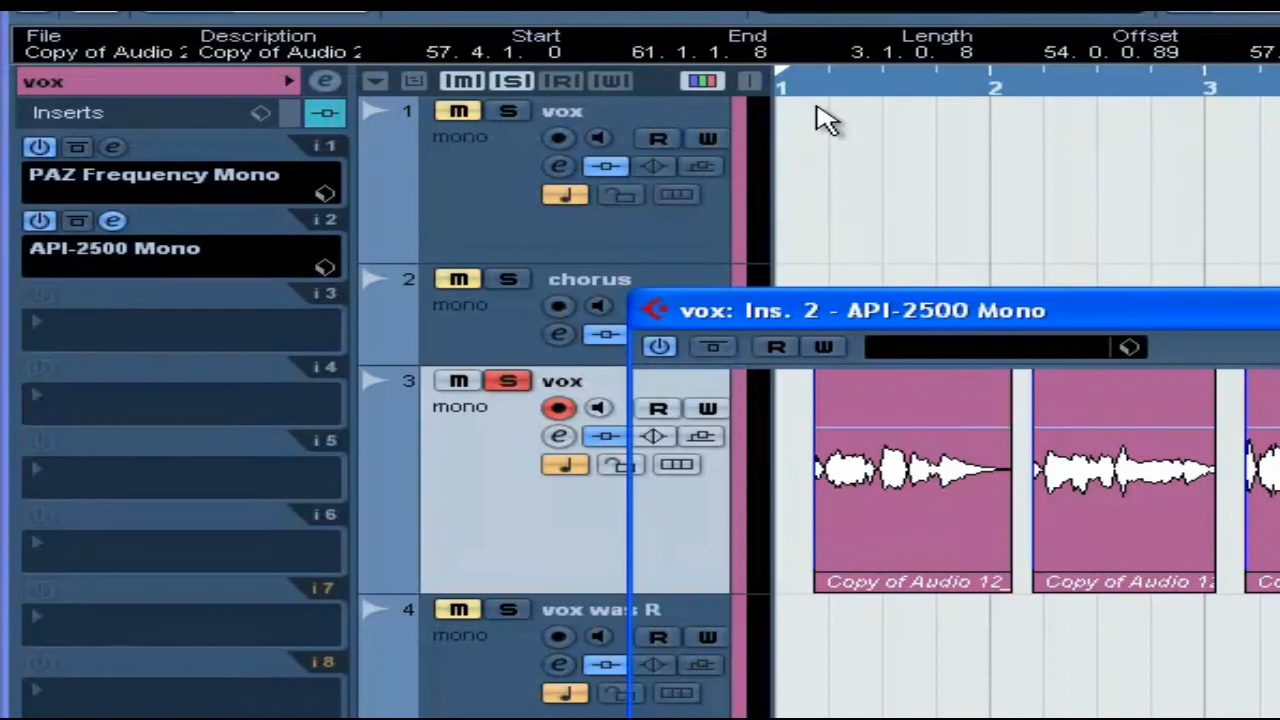 File Description Start End Length Offset
Copy of Audio 2 Copy of Audio 2 57. 4. 1. 0 61. 1. 1. 8 3. 1. 0. 8 54. 0. 0. 89 57.
vox e [M] [S] [R] [W] 1 2 3
Inserts 1 m S vox
mono R W
i 1 e
PAZ Frequency Mono
i 2 e
API-2500 Mono
i 3 2 m S chorus
mono
e
vox: Ins. 2 - API-2500 Mono
R W
i 4 3 m S vox
mono R W
e
i 5
i 6
Copy of Audio 12_ Copy of Audio 12 Co
i 7 4 m S vox was R
mono R W
i 8 e